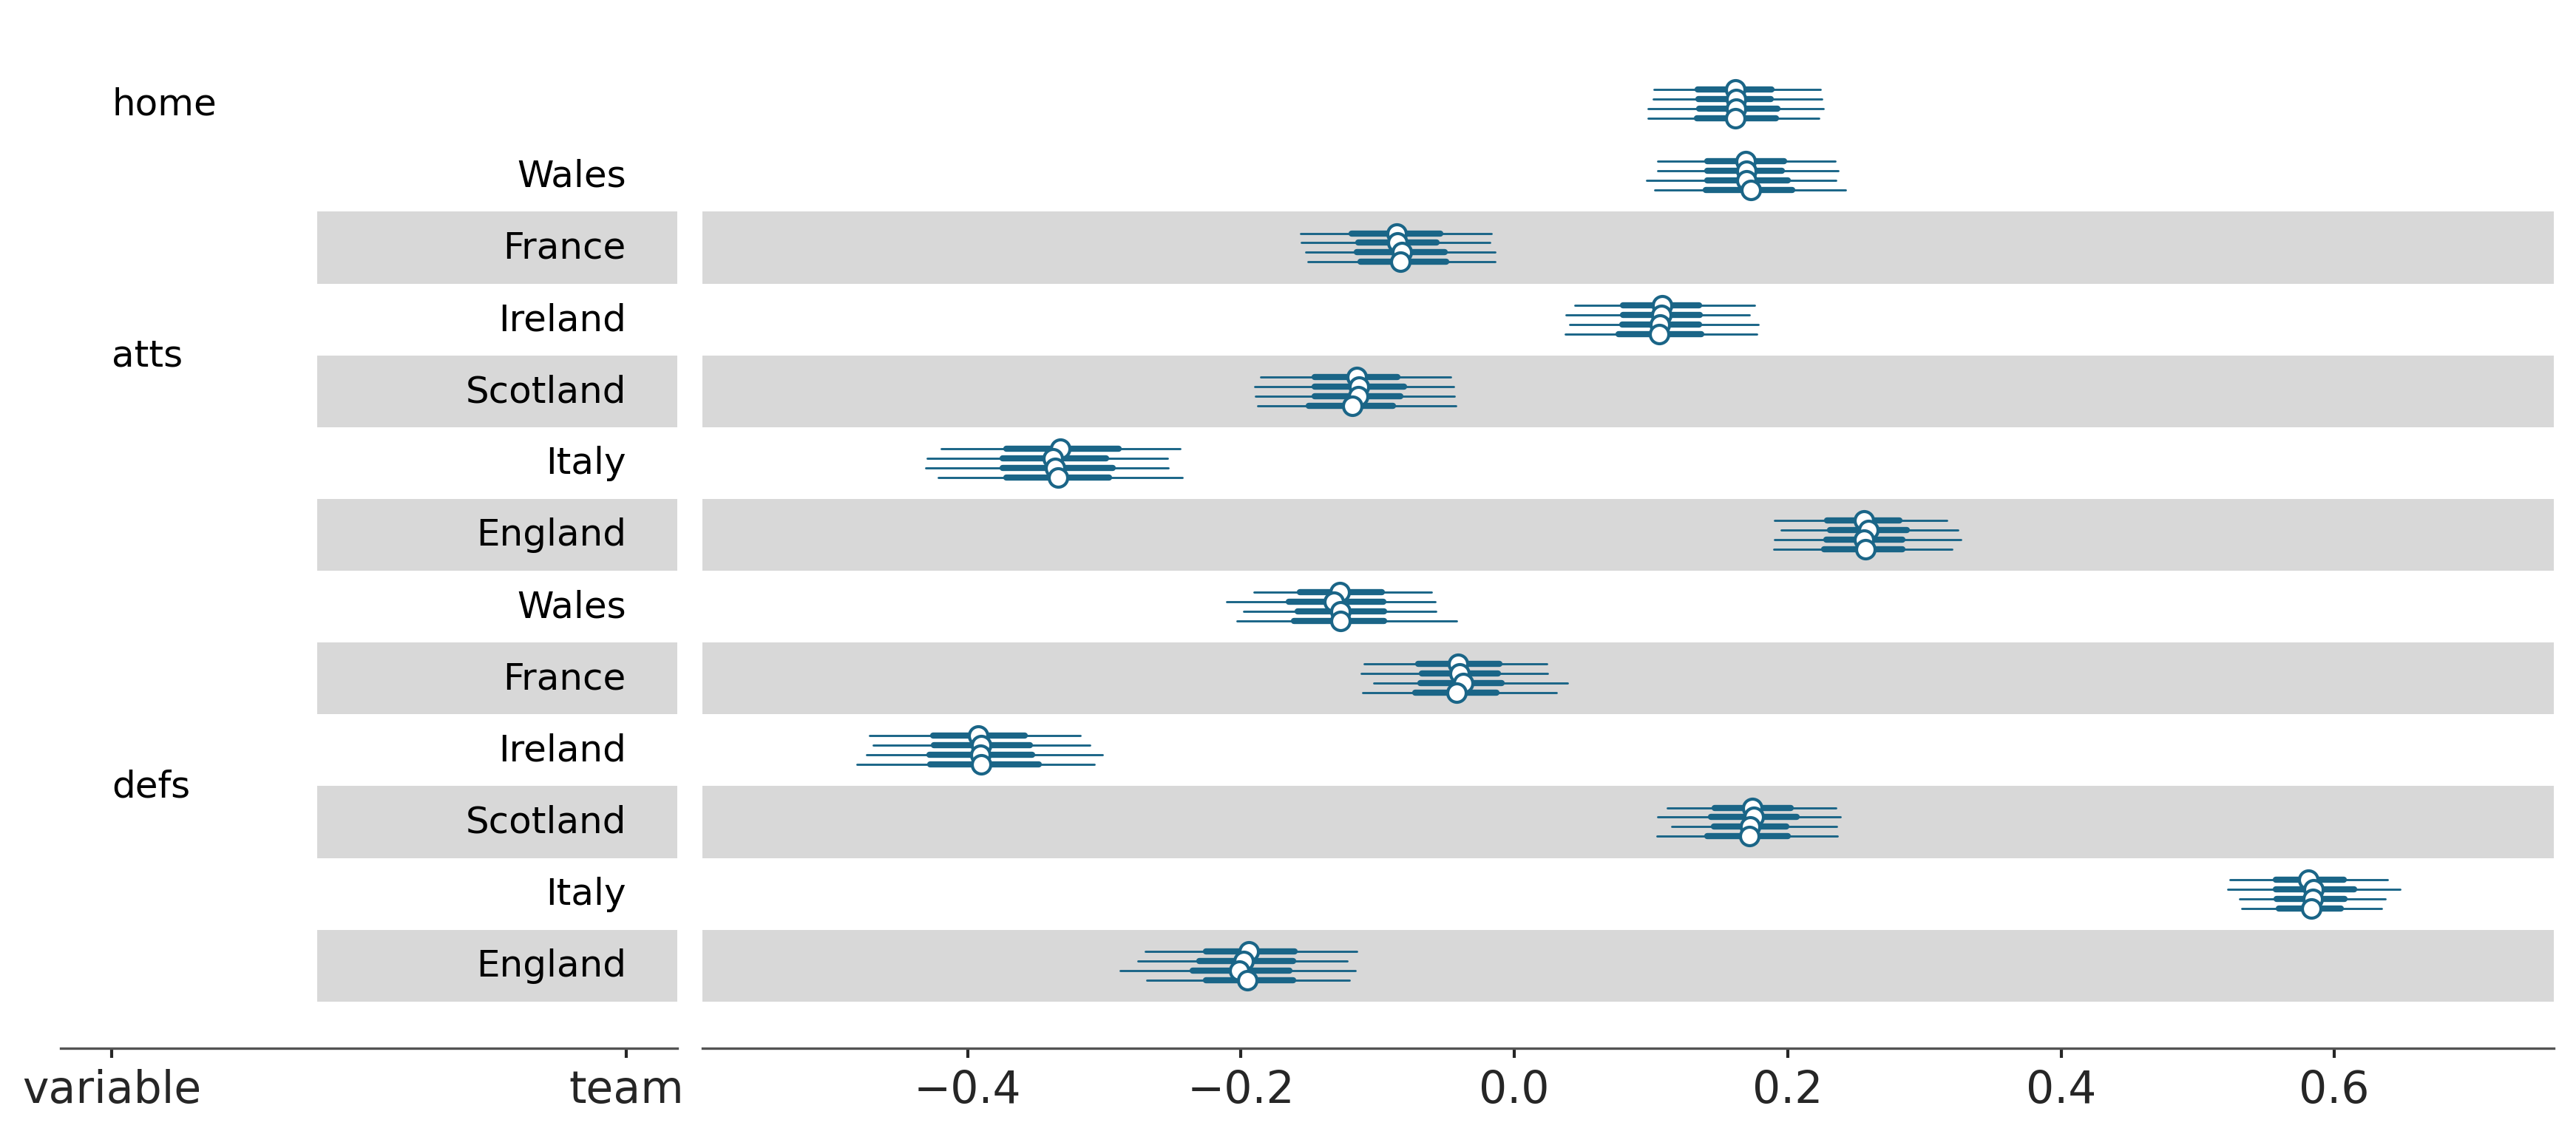 home
Wales
France
Ireland
atts
Scotland
Italy
England
Wales
France
Ireland
defs
Scotland
Italy
England
variable team −0.4 −0.2 0.0 0.2 0.4 0.6